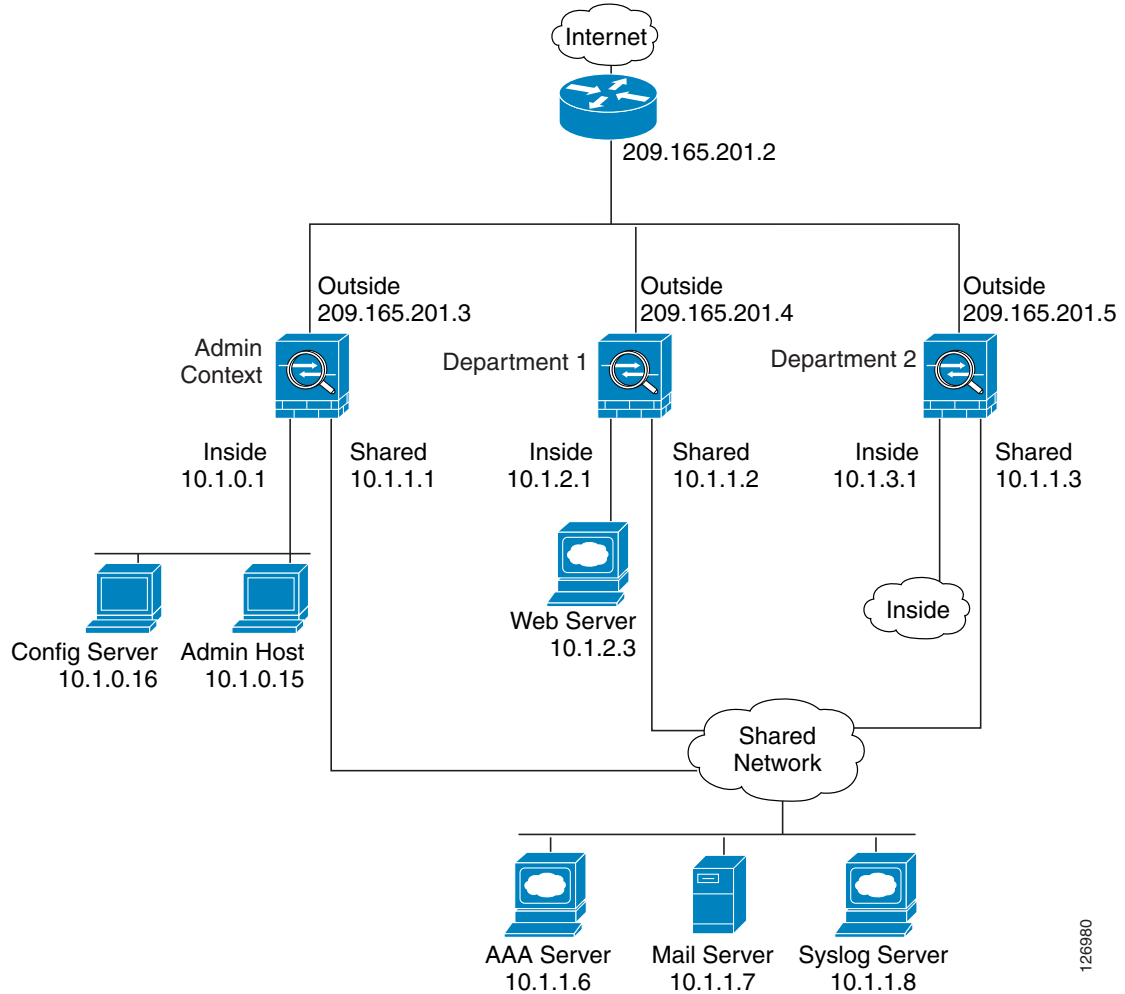 Internet
209.165.201.2
Outside
209.165.201.3
Outside
209.165.201.4
Outside
209.165.201.5
Admin
Context
Department 1
Department 2
Inside
10.1.0.1
Shared
10.1.1.1
Inside
10.1.2.1
Shared
10.1.1.2
Inside
10.1.3.1
Shared
10.1.1.3
Config Server
10.1.0.16
Admin Host
10.1.0.15
Web Server
10.1.2.3
Inside
Shared
Network
AAA Server
10.1.1.6
Mail Server
10.1.1.7
Syslog Server
10.1.1.8
126980